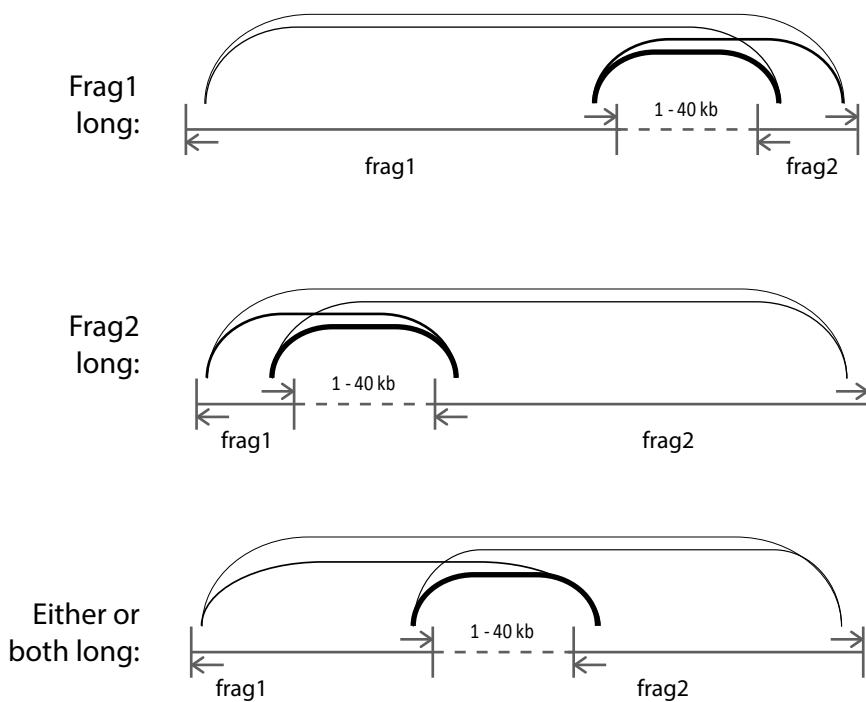 Frag1
long:
1 - 40 kb
frag1
frag2
Frag2
long:
1 - 40 kb
frag1
frag2
Either or
both long:
1 - 40 kb
frag1
frag2